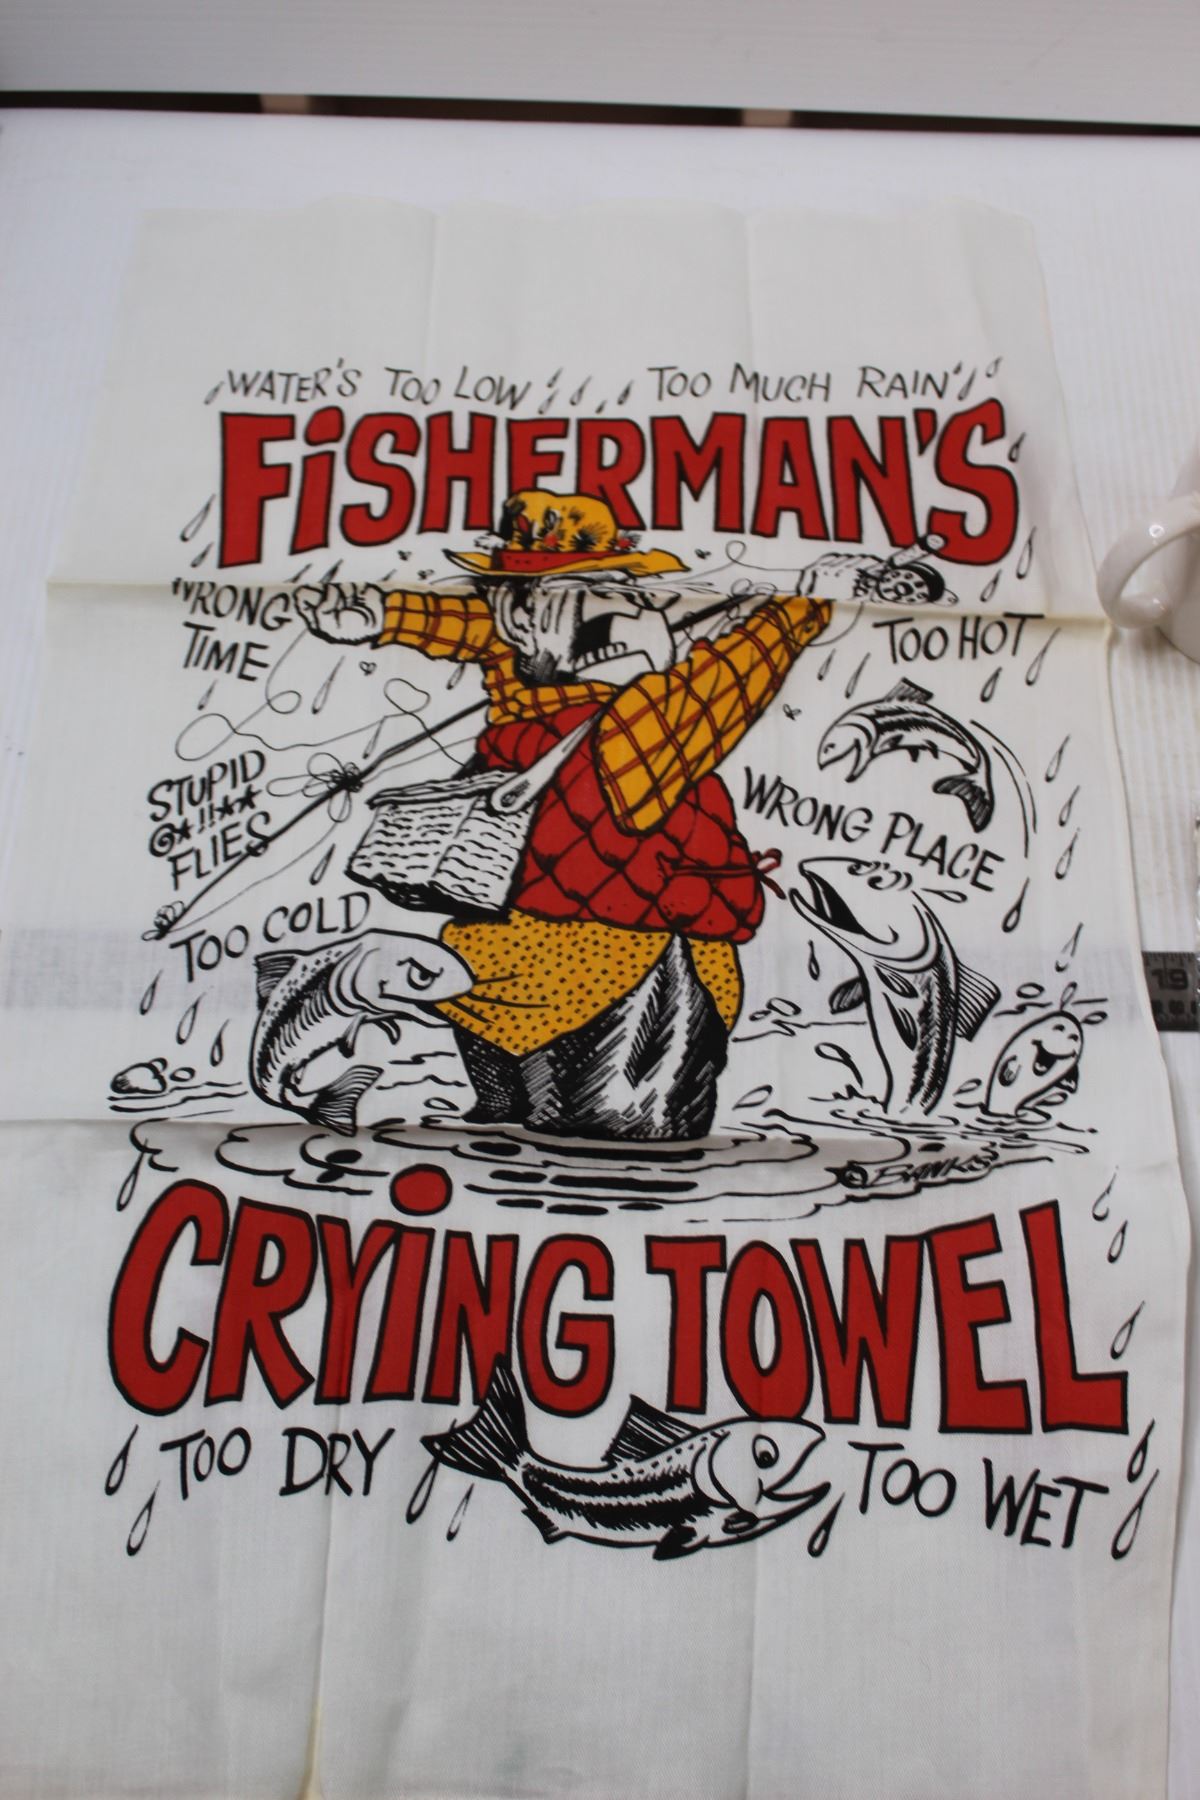 WATER'S TOO LOW
TOO MUCH RAIN
FiSHERMAN'S
WRONG
TIME
TOO HOT
STUPID
@*!!**
FLIES
WRONG PLACE
TOO COLD
© BANKS
CRYiNG TOWEL
TOO DRY
TOO WET
19